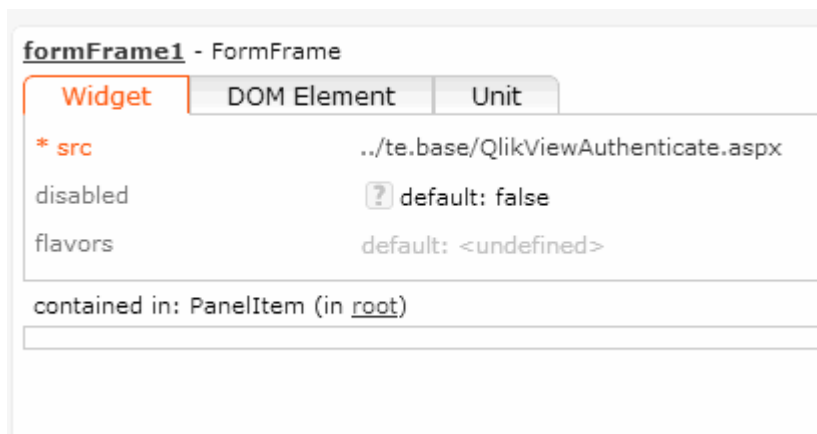 formFrame1 - FormFrame
Widget DOM Element Unit
* src ../te.base/QlikViewAuthenticate.aspx
disabled ? default: false
flavors default: <undefined>
contained in: PanelItem (in root)